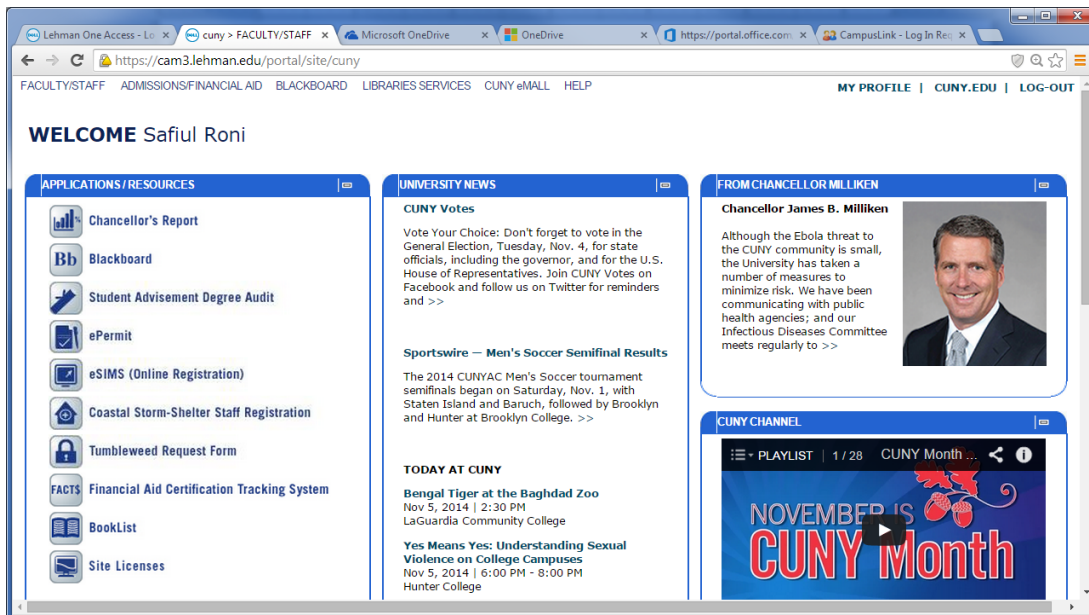 Lehman One Access - Lo
cuny > FACULTY/STAFF
Microsoft OneDrive
OneDrive
https://portal.office.com
CampusLink - Log In Req
https://cam3.lehman.edu/portal/site/cuny
FACULTY/STAFF ADMISSIONS/FINANCIAL AID BLACKBOARD LIBRARIES SERVICES CUNY eMALL HELP
MY PROFILE | CUNY.EDU | LOG-OUT
WELCOME Safiul Roni
APPLICATIONS/RESOURCES
Chancellor's Report
Bb Blackboard
Student Advisement Degree Audit
ePermit
eSIMS (Online Registration)
Coastal Storm-Shelter Staff Registration
Tumbleweed Request Form
FACT$ Financial Aid Certification Tracking System
BookList
Site Licenses
UNIVERSITY NEWS
CUNY Votes
Vote Your Choice: Don't forget to vote in the
General Election, Tuesday, Nov. 4, for state
officials, including the governor, and for the U.S.
House of Representatives. Join CUNY Votes on
Facebook and follow us on Twitter for reminders
and >>
Sportswire — Men's Soccer Semifinal Results
The 2014 CUNYAC Men's Soccer tournament
semifinals began on Saturday, Nov. 1, with
Staten Island and Baruch, followed by Brooklyn
and Hunter at Brooklyn College. >>
TODAY AT CUNY
Bengal Tiger at the Baghdad Zoo
Nov 5, 2014 | 2:30 PM
LaGuardia Community College
Yes Means Yes: Understanding Sexual
Violence on College Campuses
Nov 5, 2014 | 6:00 PM - 8:00 PM
Hunter College
FROM CHANCELLOR MILLIKEN
Chancellor James B. Milliken
Although the Ebola threat to
the CUNY community is small,
the University has taken a
number of measures to
minimize risk. We have been
communicating with public
health agencies; and our
Infectious Diseases Committee
meets regularly to >>
CUNY CHANNEL
PLAYLIST | 1 / 28 CUNY Month ...
NOVEMBER IS
CUNY Month